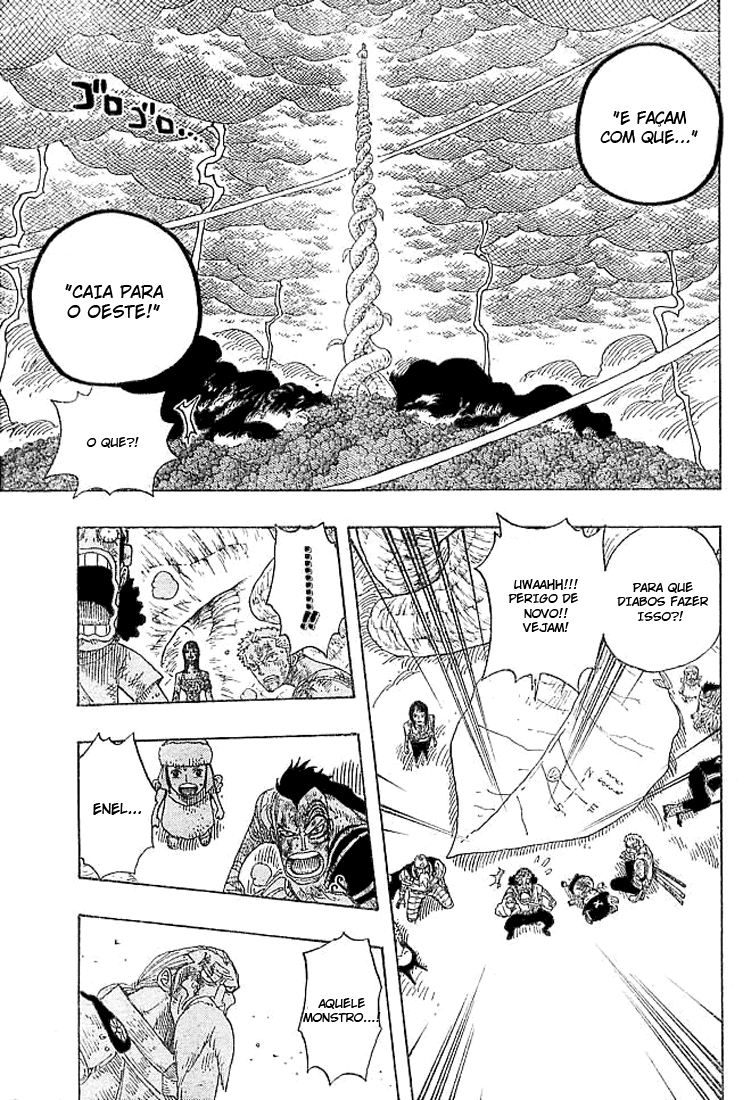 "E FAÇAM
COM QUE..."
ゴロゴロ...
"CAIA PARA
O OESTE!"
O QUE?!
PARA QUE
DIABOS FAZER
ISSO?!
UWAAHH!!!
PERIGO DE
NOVO!!
VEJAM!
N
S
E
..........!!
ENEL...
AQUELE
MONSTRO...!